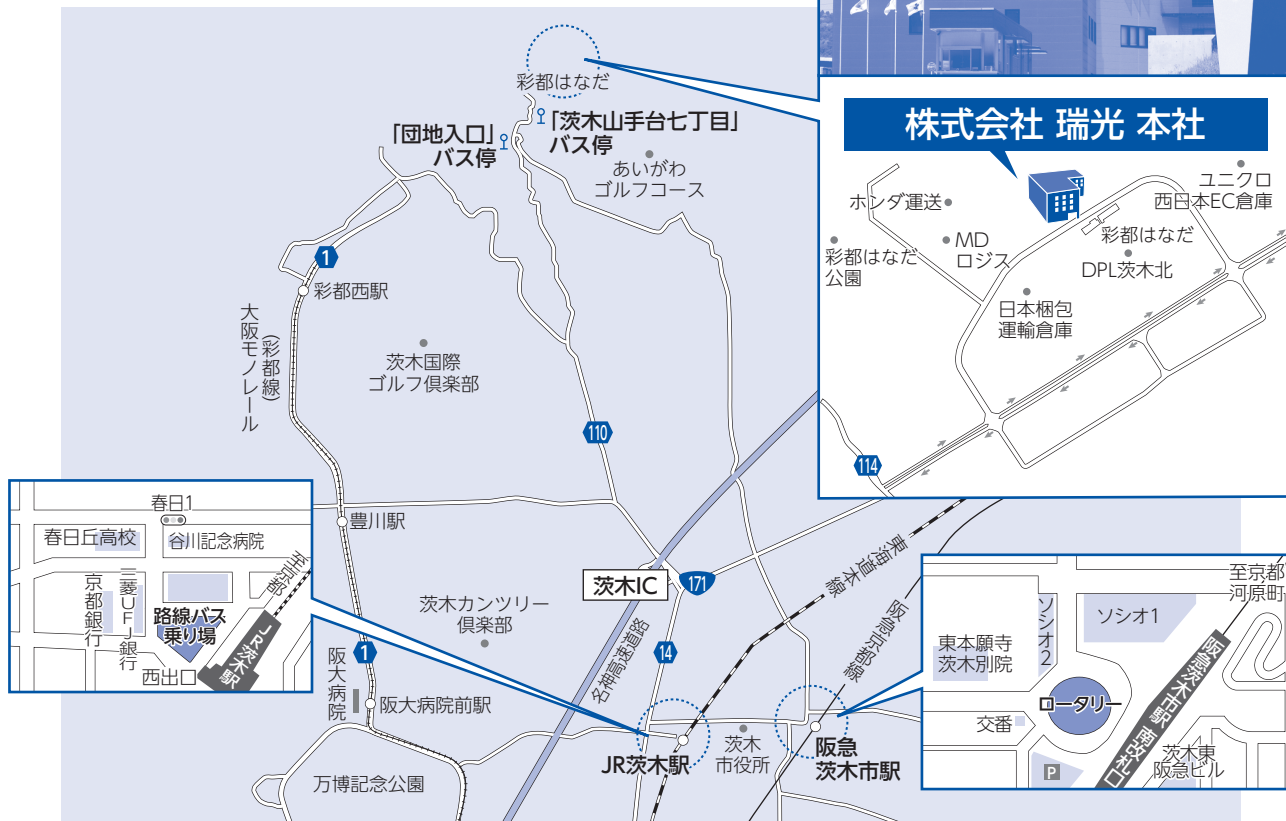 彩都はなだ
「団地入口」
バス停
「茨木山手台七丁目」
バス停
あいがわ
ゴルフコース
1
彩都西駅
大阪モノレール
(彩都線)
茨木国際
ゴルフ倶楽部
110
豊川駅
茨木IC
171
東海道本線
阪急京都線
茨木カンツリー
倶楽部
名神高速道路
14
1
阪大病院
阪大病院前駅
万博記念公園
JR茨木駅
茨木
市役所
阪急
茨木市駅
株式会社 瑞光 本社
ユニクロ
西日本EC倉庫
ホンダ運送
MD
ロジス
彩都はなだ
公園
彩都はなだ
DPL茨木北
日本梱包
運輸倉庫
114
春日1
春日丘高校
谷川記念病院
至京都
京都銀行
三菱UFJ銀行
路線バス
乗り場
JR茨木駅
西出口
至京都
河原町
ソシオ1
ソシオ2
東本願寺
茨木別院
ロータリー
交番
阪急茨木市駅 南改札口
茨木東
阪急ビル
P